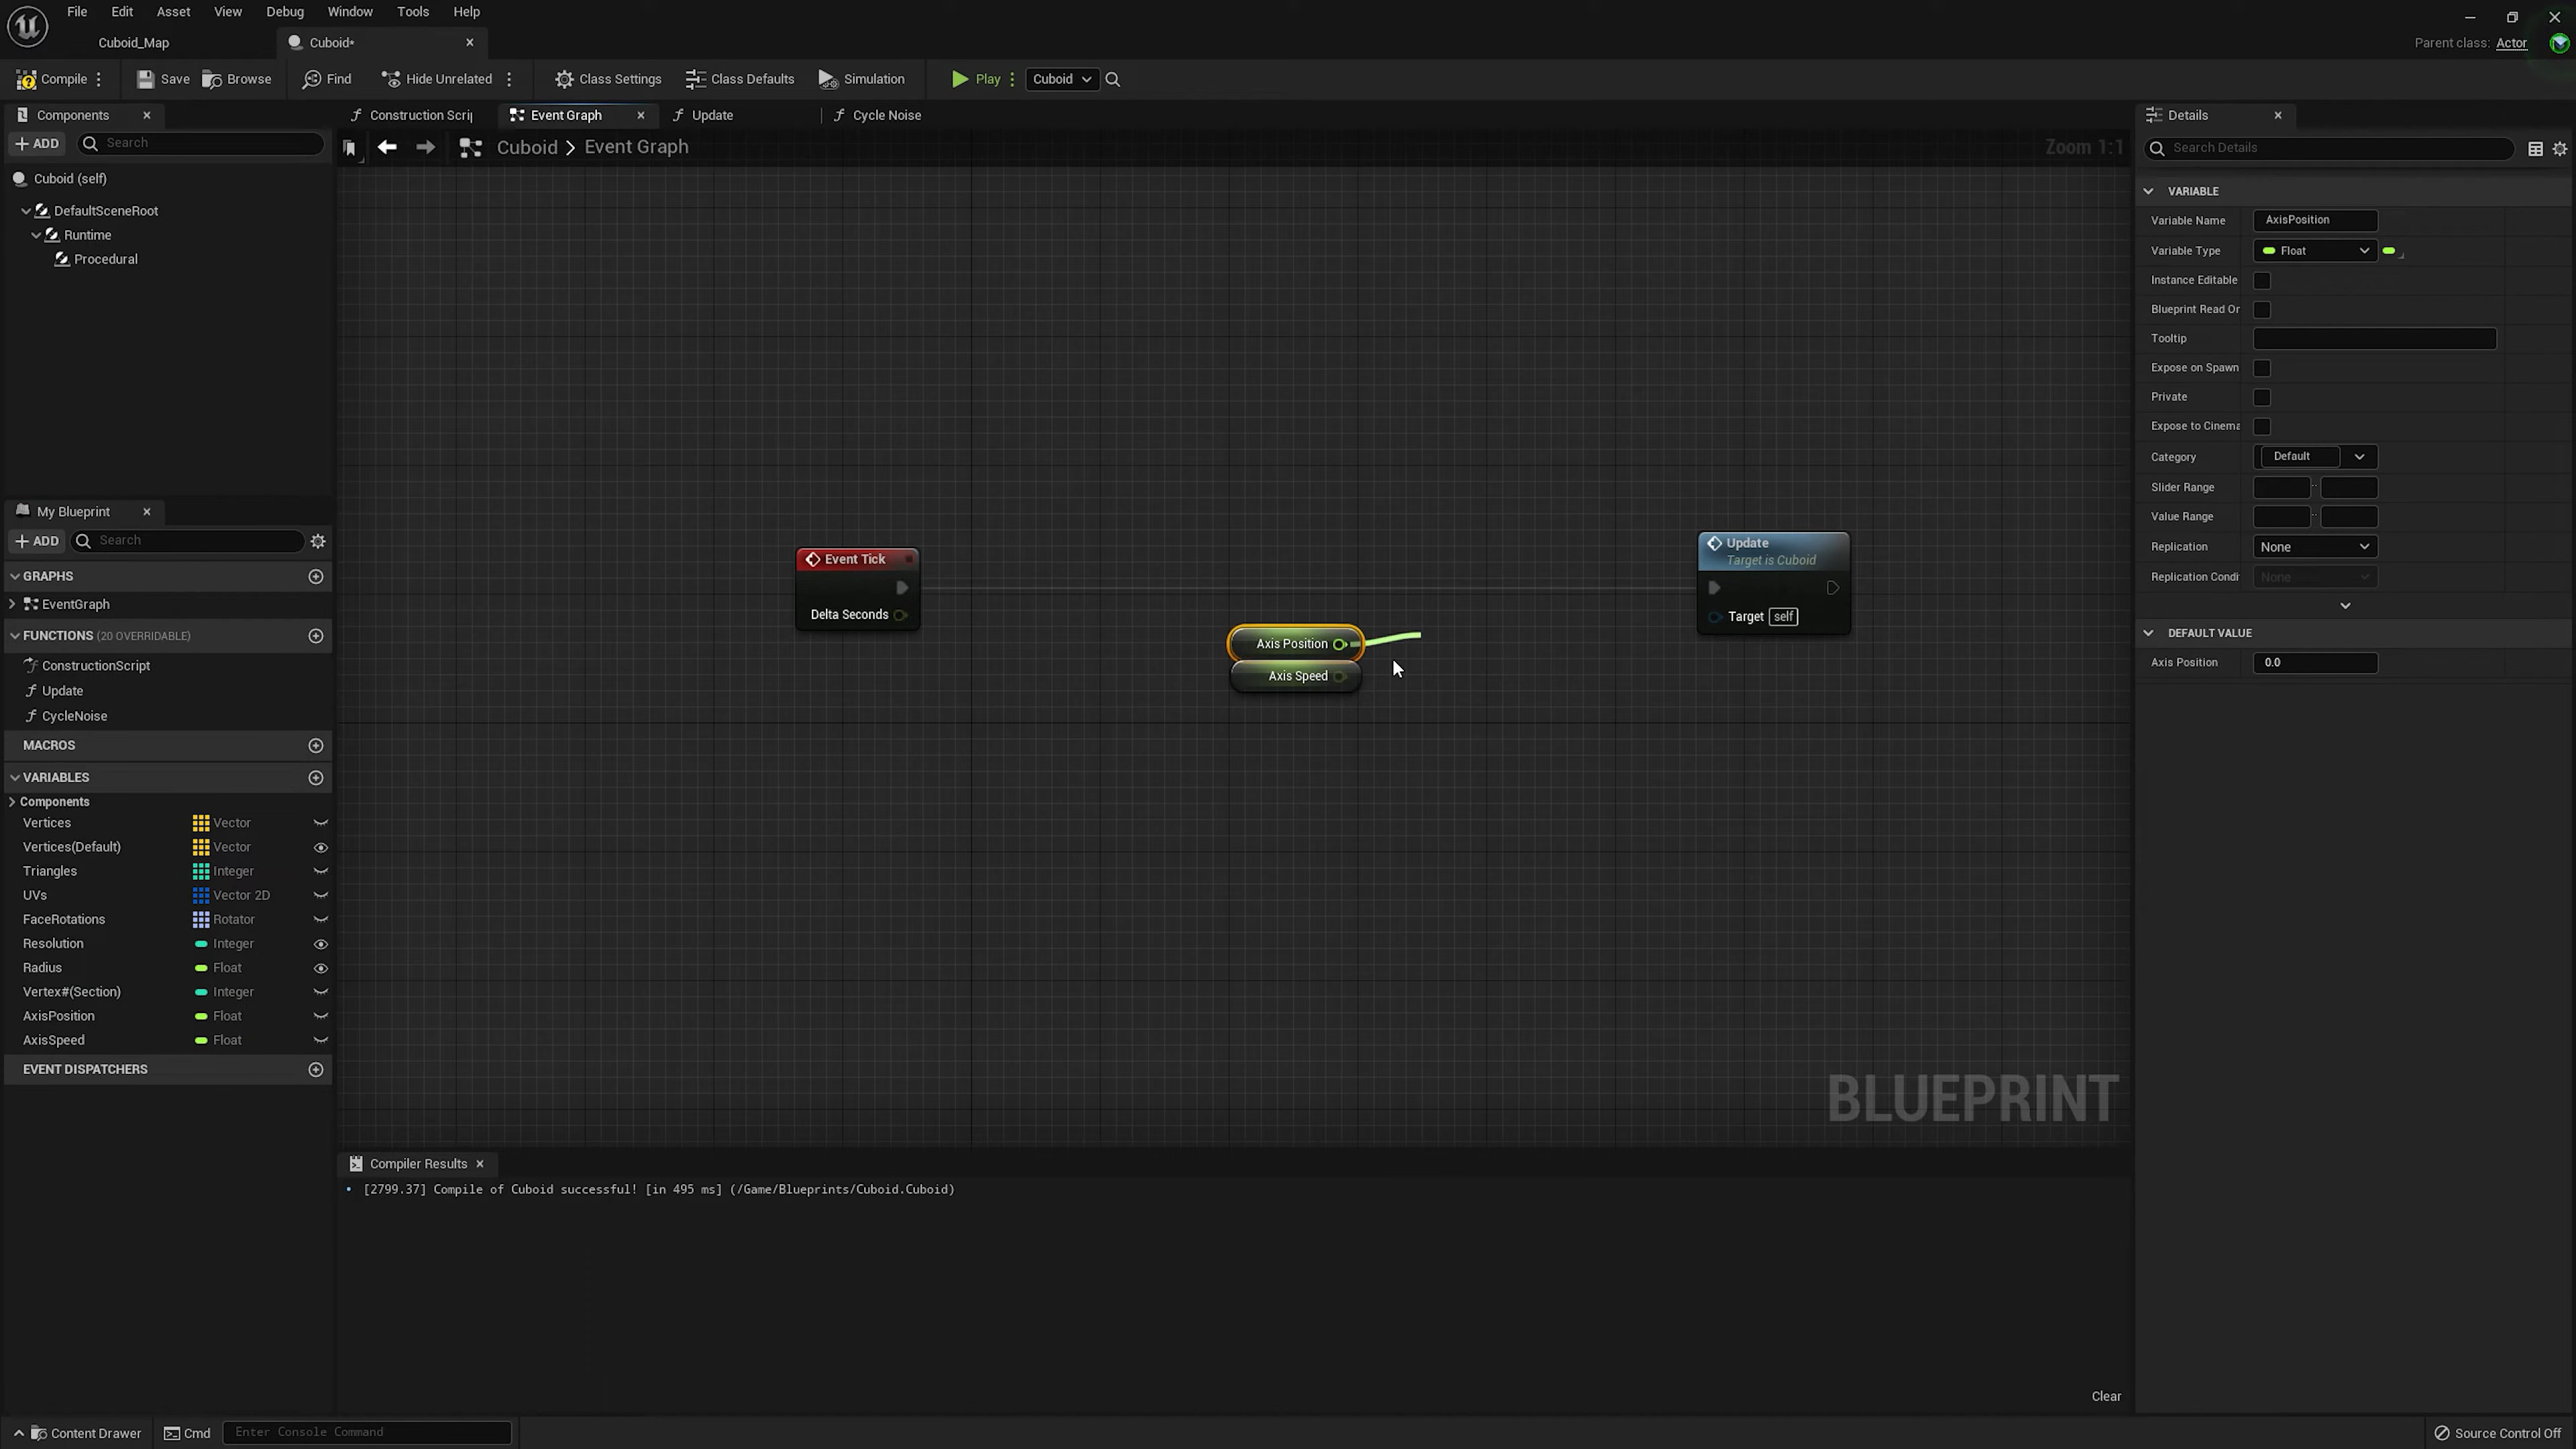 File Edit Asset View Debug Window Tools Help
Cuboid_Map
Cuboid*
Parent class: Actor
Compile
Save
Browse
Find
Hide Unrelated
Class Settings
Class Defaults
Simulation
Play
Cuboid
Components
ADD
Search
Cuboid (self)
DefaultSceneRoot
Runtime
Procedural
My Blueprint
ADD
Search
GRAPHS
EventGraph
FUNCTIONS (20 OVERRIDABLE)
ConstructionScript
Update
CycleNoise
MACROS
VARIABLES
Components
Vertices Vector
Vertices(Default) Vector
Triangles Integer
UVs Vector 2D
FaceRotations Rotator
Resolution Integer
Radius Float
Vertex#(Section) Integer
AxisPosition Float
AxisSpeed Float
EVENT DISPATCHERS
Construction Scrip
Event Graph
Update
Cycle Noise
Cuboid > Event Graph
Zoom 1:1
Event Tick
Delta Seconds
Axis Position
Axis Speed
Update
Target is Cuboid
Target self
BLUEPRINT
Compiler Results
[2799.37] Compile of Cuboid successful! [in 495 ms] (/Game/Blueprints/Cuboid.Cuboid)
Clear
Details
Search Details
VARIABLE
Variable Name AxisPosition
Variable Type Float
Instance Editable
Blueprint Read Or
Tooltip
Expose on Spawn
Private
Expose to Cinema
Category Default
Slider Range
Value Range
Replication None
Replication Condi None
DEFAULT VALUE
Axis Position 0.0
Content Drawer
Cmd
Enter Console Command
Source Control Off